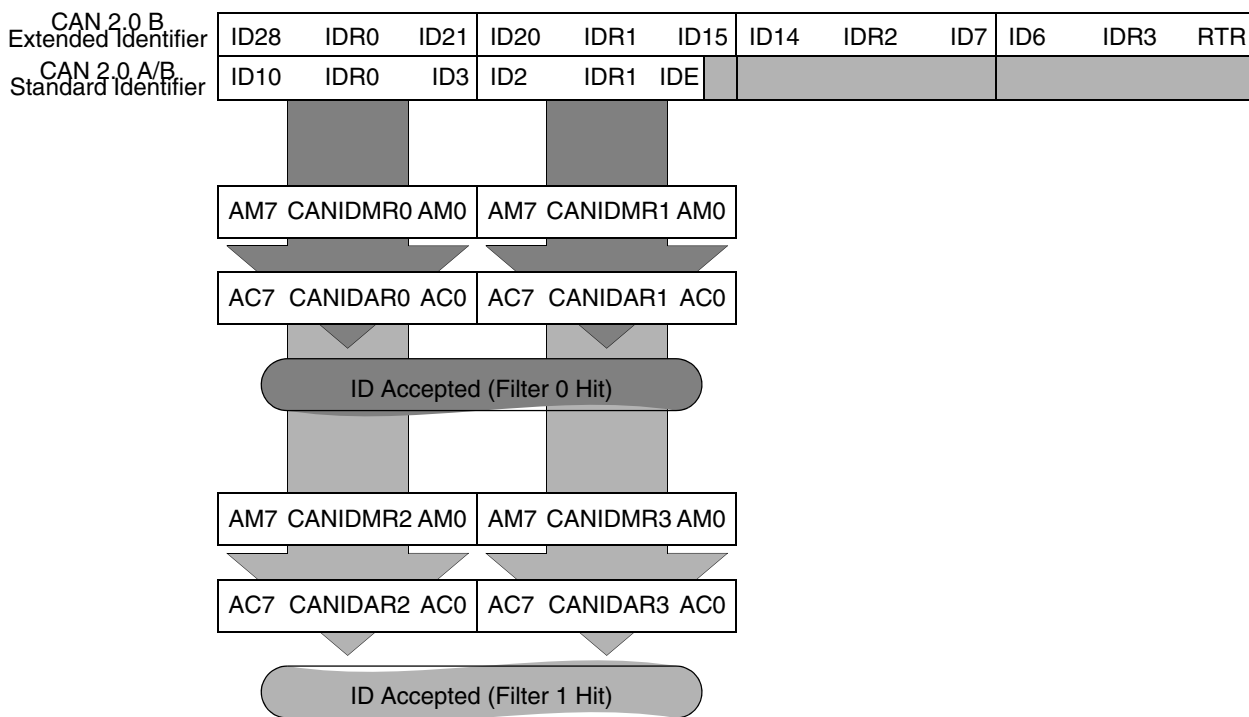 CAN 2.0 B
Extended Identifier ID28 IDR0 ID21 ID20 IDR1 ID15 ID14 IDR2 ID7 ID6 IDR3 RTR
CAN 2.0 A/B
Standard Identifier ID10 IDR0 ID3 ID2 IDR1 IDE
AM7 CANIDMR0 AM0 AM7 CANIDMR1 AM0
AC7 CANIDAR0 AC0 AC7 CANIDAR1 AC0
ID Accepted (Filter 0 Hit)
AM7 CANIDMR2 AM0 AM7 CANIDMR3 AM0
AC7 CANIDAR2 AC0 AC7 CANIDAR3 AC0
ID Accepted (Filter 1 Hit)